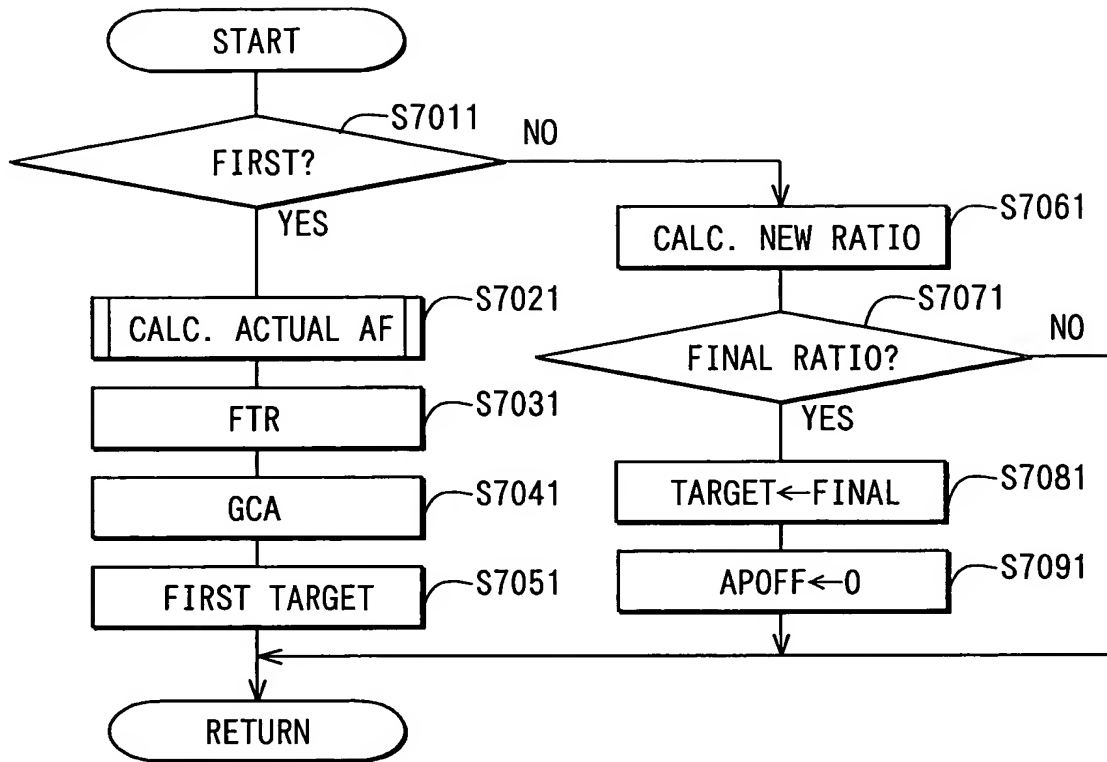 START
S7011
NO
FIRST?
YES
S7061
CALC. NEW RATIO
S7021
CALC. ACTUAL AF
S7071
NO
FINAL RATIO?
YES
S7031
FTR
S7081
TARGET←FINAL
S7041
GCA
S7091
APOFF←0
S7051
FIRST TARGET
RETURN